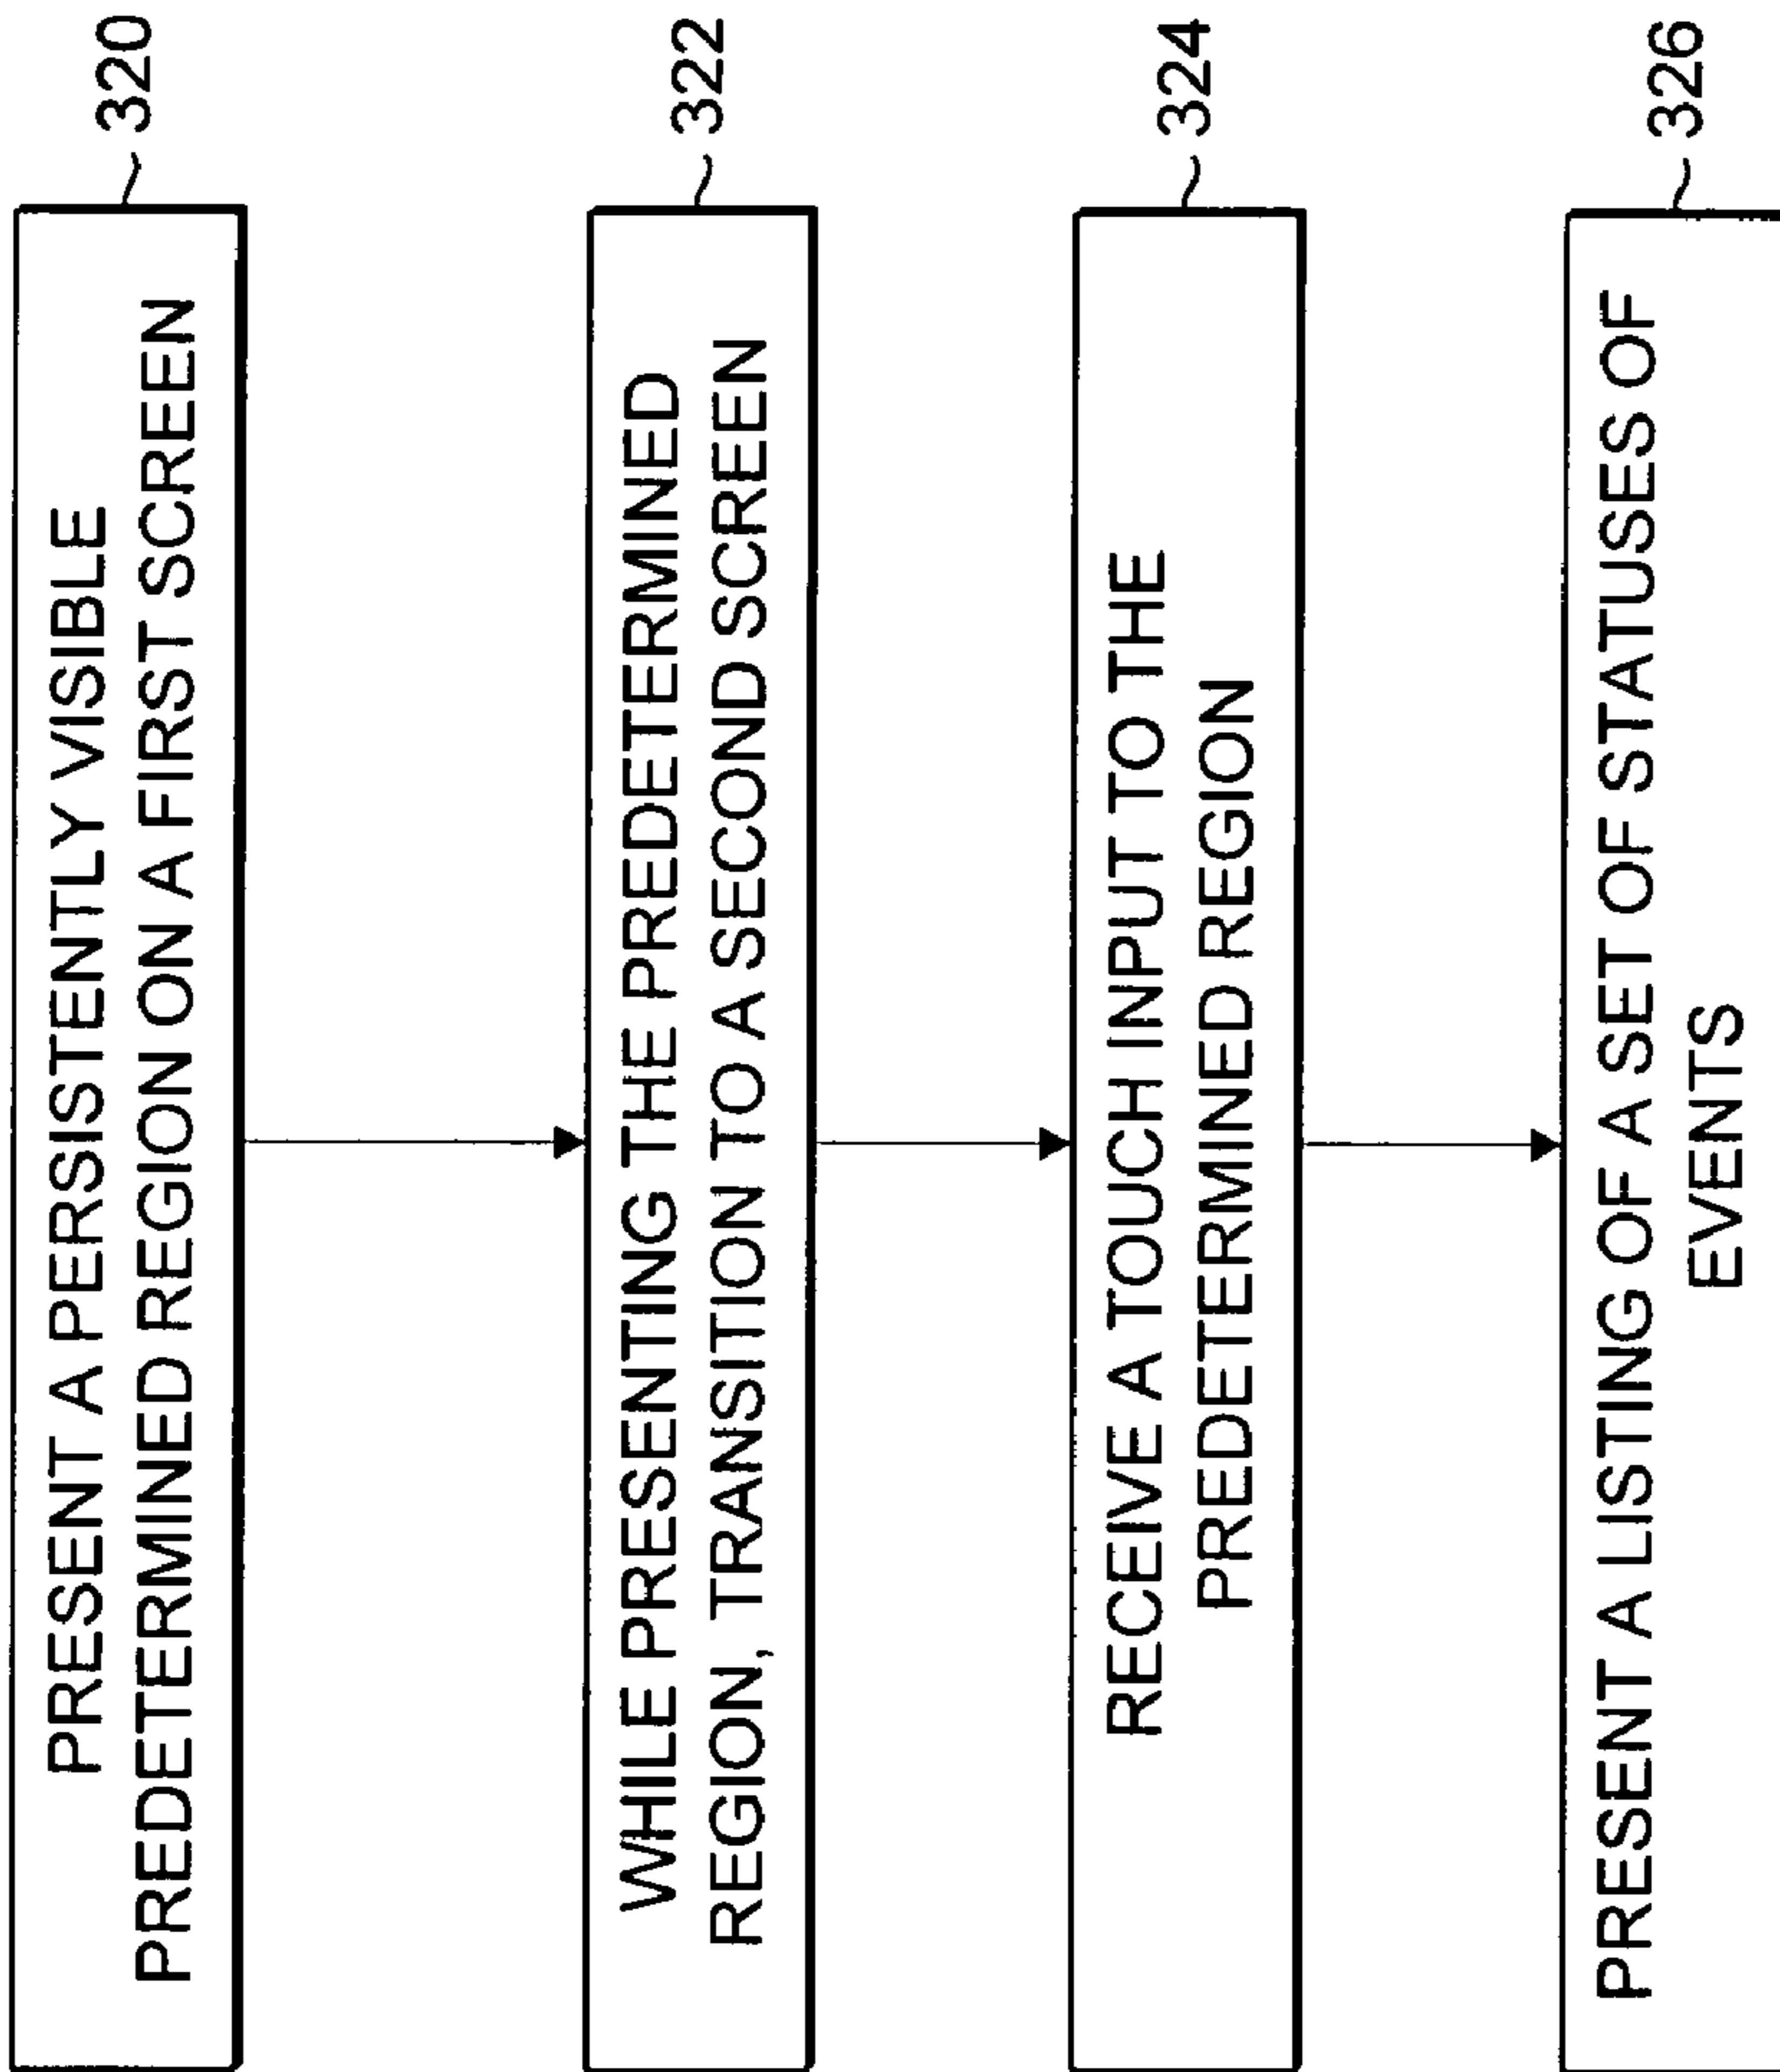 PRESENT A PERSISTENTLY VISIBLE
PREDETERMINED REGION ON A FIRST SCREEN
320
WHILE PRESENTING THE PREDETERMINED
REGION, TRANSITION TO A SECOND SCREEN
322
RECEIVE A TOUCH INPUT TO THE
PREDETERMINED REGION
324
PRESENT A LISTING OF A SET OF STATUSES OF
EVENTS
326